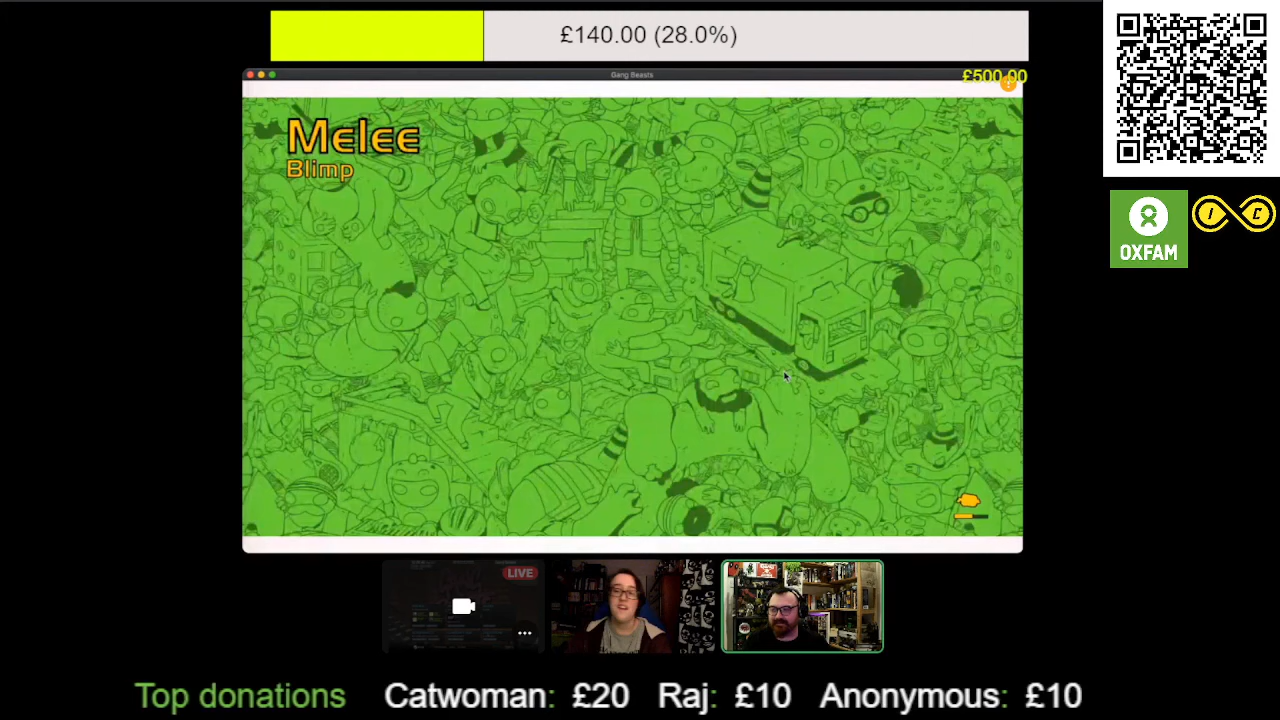 £140.00 (28.0%)
Gang Beasts
£500.00
Melee
Blimp
OXFAM
I C
LIVE
Top donations Catwoman: £20 Raj: £10 Anonymous: £10